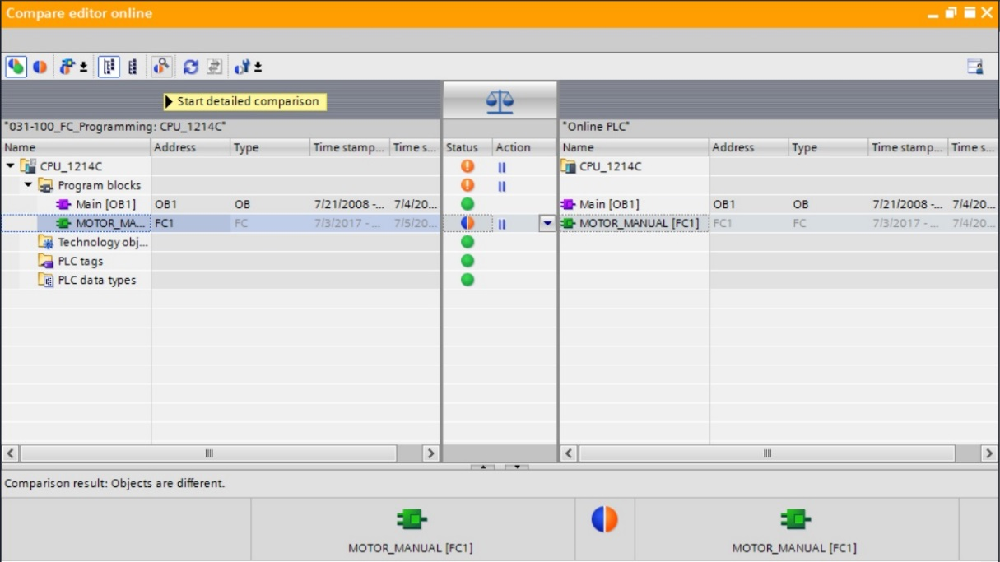 Compare editor online
Start detailed comparison
"031-100_FC_Programming: CPU_1214C" "Online PLC"
Name Address Type Time stamp... Time s... Status Action Name Address Type Time stamp... Time s...
CPU_1214C CPU_1214C
Program blocks
Main [OB1] OB1 OB 7/21/2008 -... 7/4/20... Main [OB1] OB1 OB 7/21/2008 -... 7/4/20...
MOTOR_MA... FC1 FC 7/3/2017 - ... 7/5/20... MOTOR_MANUAL [FC1] FC1 FC 7/3/2017 - ... 7/4/20...
Technology obj...
PLC tags
PLC data types
Comparison result: Objects are different.
MOTOR_MANUAL [FC1] MOTOR_MANUAL [FC1]